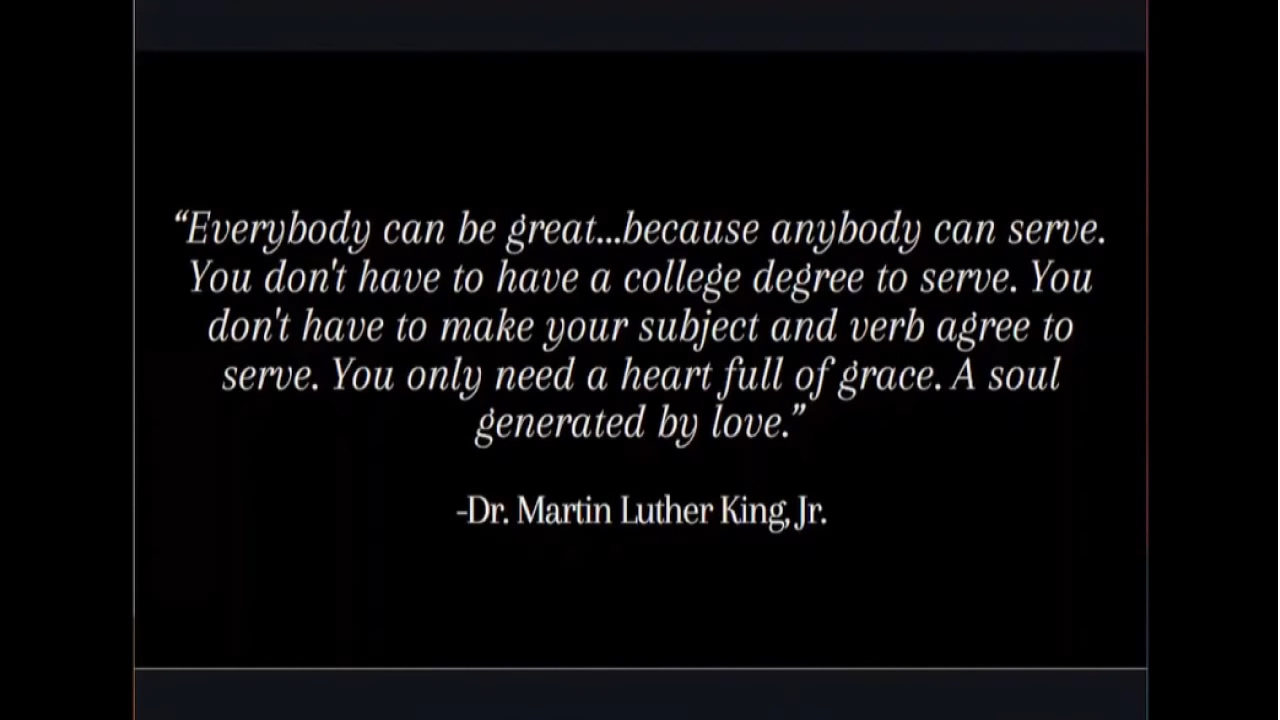 “Everybody can be great...because anybody can serve.
You don't have to have a college degree to serve. You
don't have to make your subject and verb agree to
serve. You only need a heart full of grace. A soul
generated by love.”
-Dr. Martin Luther King, Jr.